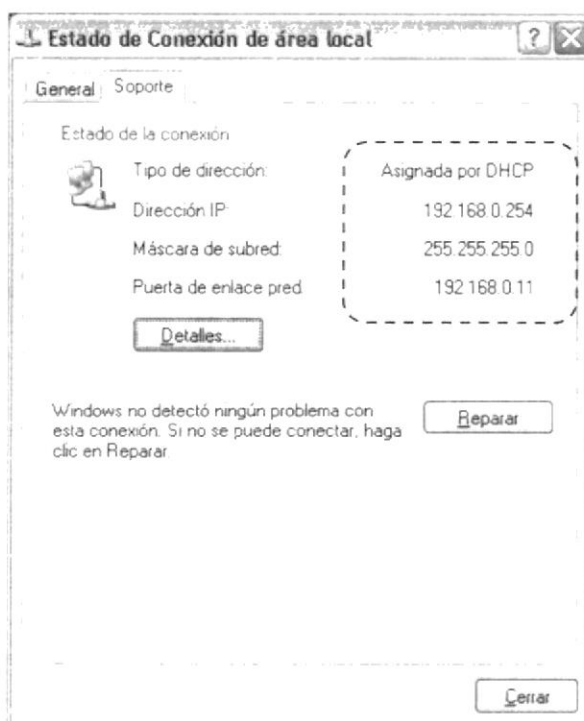 Estado de Conexión de área local
General Soporte
Estado de la conexión
Tipo de dirección: Asignada por DHCP
Dirección IP: 192.168.0.254
Máscara de subred: 255.255.255.0
Puerta de enlace pred. 192.168.0.11
Detalles...
Windows no detectó ningún problema con
esta conexión. Si no se puede conectar, haga
clic en Reparar.
Reparar
Cerrar